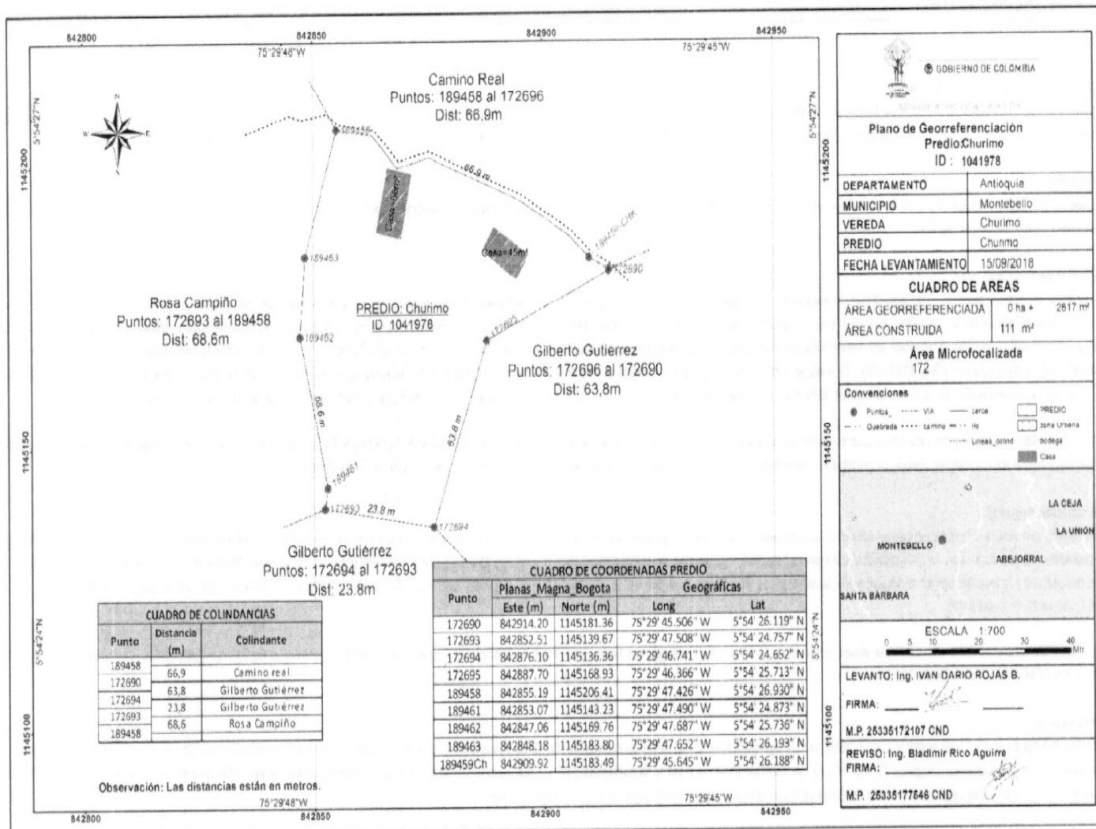 842800 842850 842900 842950
75°29'48"W 75°29'45"W
5°54'27"N
1145200
1145150
1145100
5°54'24"N
N
W E
S
Camino Real
Puntos: 189458 al 172696
Dist: 66,9m
189458
66,9 m
189459-CHK
172690
Casa=45m²
189463
Rosa Campiño
Puntos: 172693 al 189458
Dist: 68.6m
189462
PREDIO: Churimo
ID 1041978
172695
Gilberto Gutierrez
Puntos: 172696 al 172690
Dist: 63,8m
68,6 m
63,8 m
189461
172693
23,8 m
172694
Gilberto Gutiérrez
Puntos: 172694 al 172693
Dist: 23.8m
CUADRO DE COLINDANCIAS
Punto Distancia (m) Colindante
189458
66,9 Camino real
172690
63,8 Gilberto Gutiérrez
172694
23,8 Gilberto Gutiérrez
172693
68,6 Rosa Campiño
189458
Observación: Las distancias están en metros.
CUADRO DE COORDENADAS PREDIO
Punto Planas_Magna_Bogota Geográficas
Este (m) Norte (m) Long Lat
172690 842914.20 1145181.36 75°29' 45.506" W 5°54' 26.119" N
172693 842852.51 1145139.67 75°29' 47.508" W 5°54' 24.757" N
172694 842876.10 1145136.36 75°29' 46.741" W 5°54' 24.652" N
172695 842887.70 1145168.93 75°29' 46.366" W 5°54' 25.713" N
189458 842855.19 1145206.41 75°29' 47.426" W 5°54' 26.930" N
189461 842853.07 1145143.23 75°29' 47.490" W 5°54' 24.873" N
189462 842847.06 1145169.76 75°29' 47.687" W 5°54' 25.736" N
189463 842848.18 1145183.80 75°29' 47.652" W 5°54' 26.193" N
189459Ch 842909.92 1145183.49 75°29' 45.645" W 5°54' 26.188" N
5°54'24"N
1145200
1145150
1145100
75°29'48"W 75°29'45"W
842800 842850 842900 842950
GOBIERNO DE COLOMBIA
Plano de Georreferenciación
Predio:Churimo
ID : 1041978
DEPARTAMENTO Antioquia
MUNICIPIO Montebello
VEREDA Churimo
PREDIO Churimo
FECHA LEVANTAMIENTO 15/09/2018
CUADRO DE AREAS
ÁREA GEORREFERENCIADA 0 ha + 2617 m²
ÁREA CONSTRUIDA 111 m²
Área Microfocalizada
172
Convenciones
Puntos_ VIA cerca PREDIO
Quebrada camino rio zona Urbana
Lineas_colind bodega
Casa
LA CEJA
LA UNION
MONTEBELLO
ABEJORRAL
SANTA BÁRBARA
ESCALA 1:700
0 5 10 20 30 40
Mtr
LEVANTO: Ing. IVAN DARIO ROJAS B.
FIRMA:
M.P. 25335172107 CND
REVISO: Ing. Bladimir Rico Aguirre
FIRMA:
M.P. 25335177546 CND